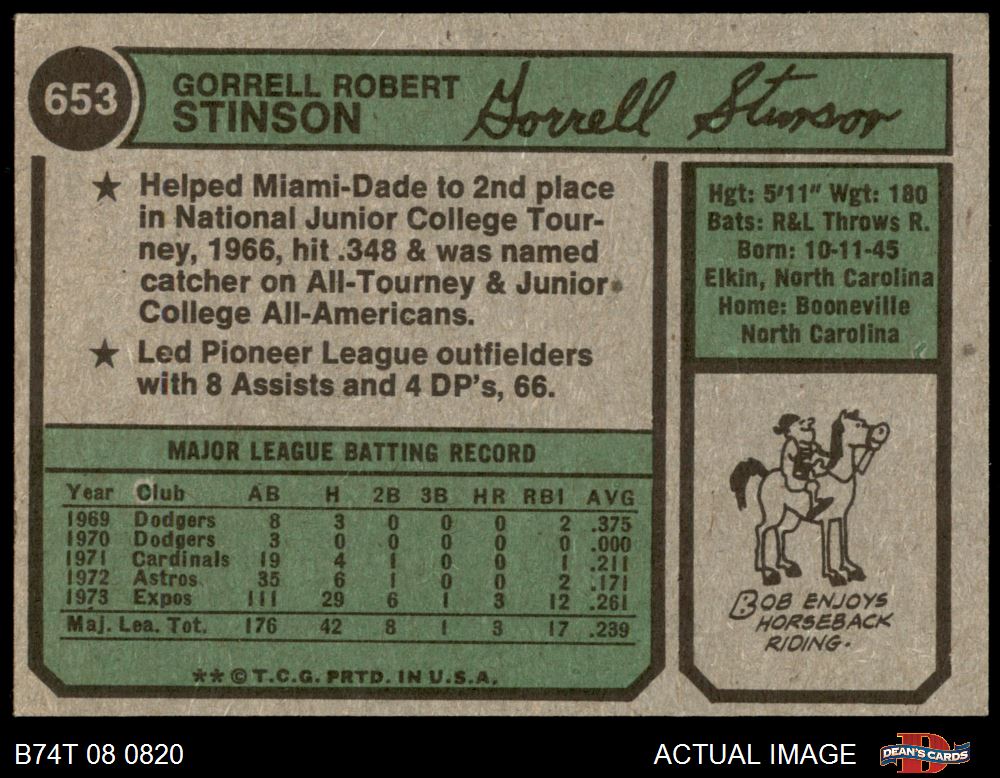 653
GORRELL ROBERT
STINSON
Gorrell Stinson
★ Helped Miami-Dade to 2nd place
in National Junior College Tour-
ney, 1966, hit .348 & was named
catcher on All-Tourney & Junior
College All-Americans.
★ Led Pioneer League outfielders
with 8 Assists and 4 DP's, 66.
Hgt: 5'11" Wgt: 180
Bats: R&L Throws R.
Born: 10-11-45
Elkin, North Carolina
Home: Booneville
North Carolina
MAJOR LEAGUE BATTING RECORD
Year Club AB H 2B 3B HR RBI AVG
1969 Dodgers 8 3 0 0 0 2 .375
1970 Dodgers 3 0 0 0 0 0 .000
1971 Cardinals 19 4 1 0 0 1 .211
1972 Astros 35 6 1 0 0 2 .171
1973 Expos 111 29 6 1 3 12 .261
Maj. Lea. Tot. 176 42 8 1 3 17 .239
** © T.C.G. PRTD. IN U.S.A.
BOB ENJOYS
HORSEBACK
RIDING.
B74T 08 0820
ACTUAL IMAGE
DEAN'S CARDS